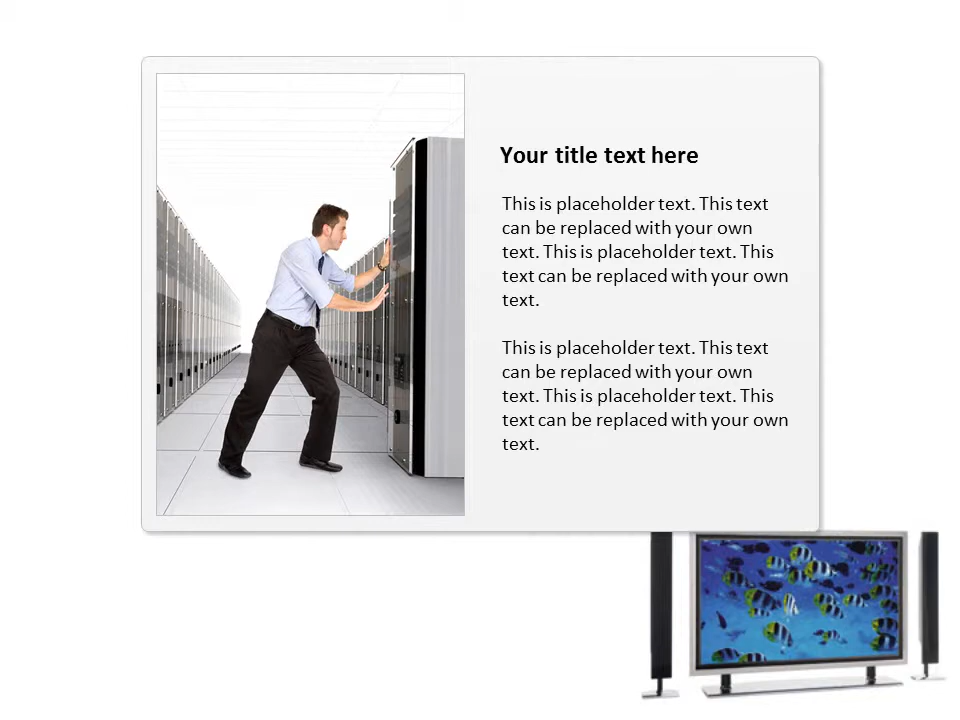 Your title text here
This is placeholder text. This text
can be replaced with your own
text. This is placeholder text. This
text can be replaced with your own
text.
This is placeholder text. This text
can be replaced with your own
text. This is placeholder text. This
text can be replaced with your own
text.